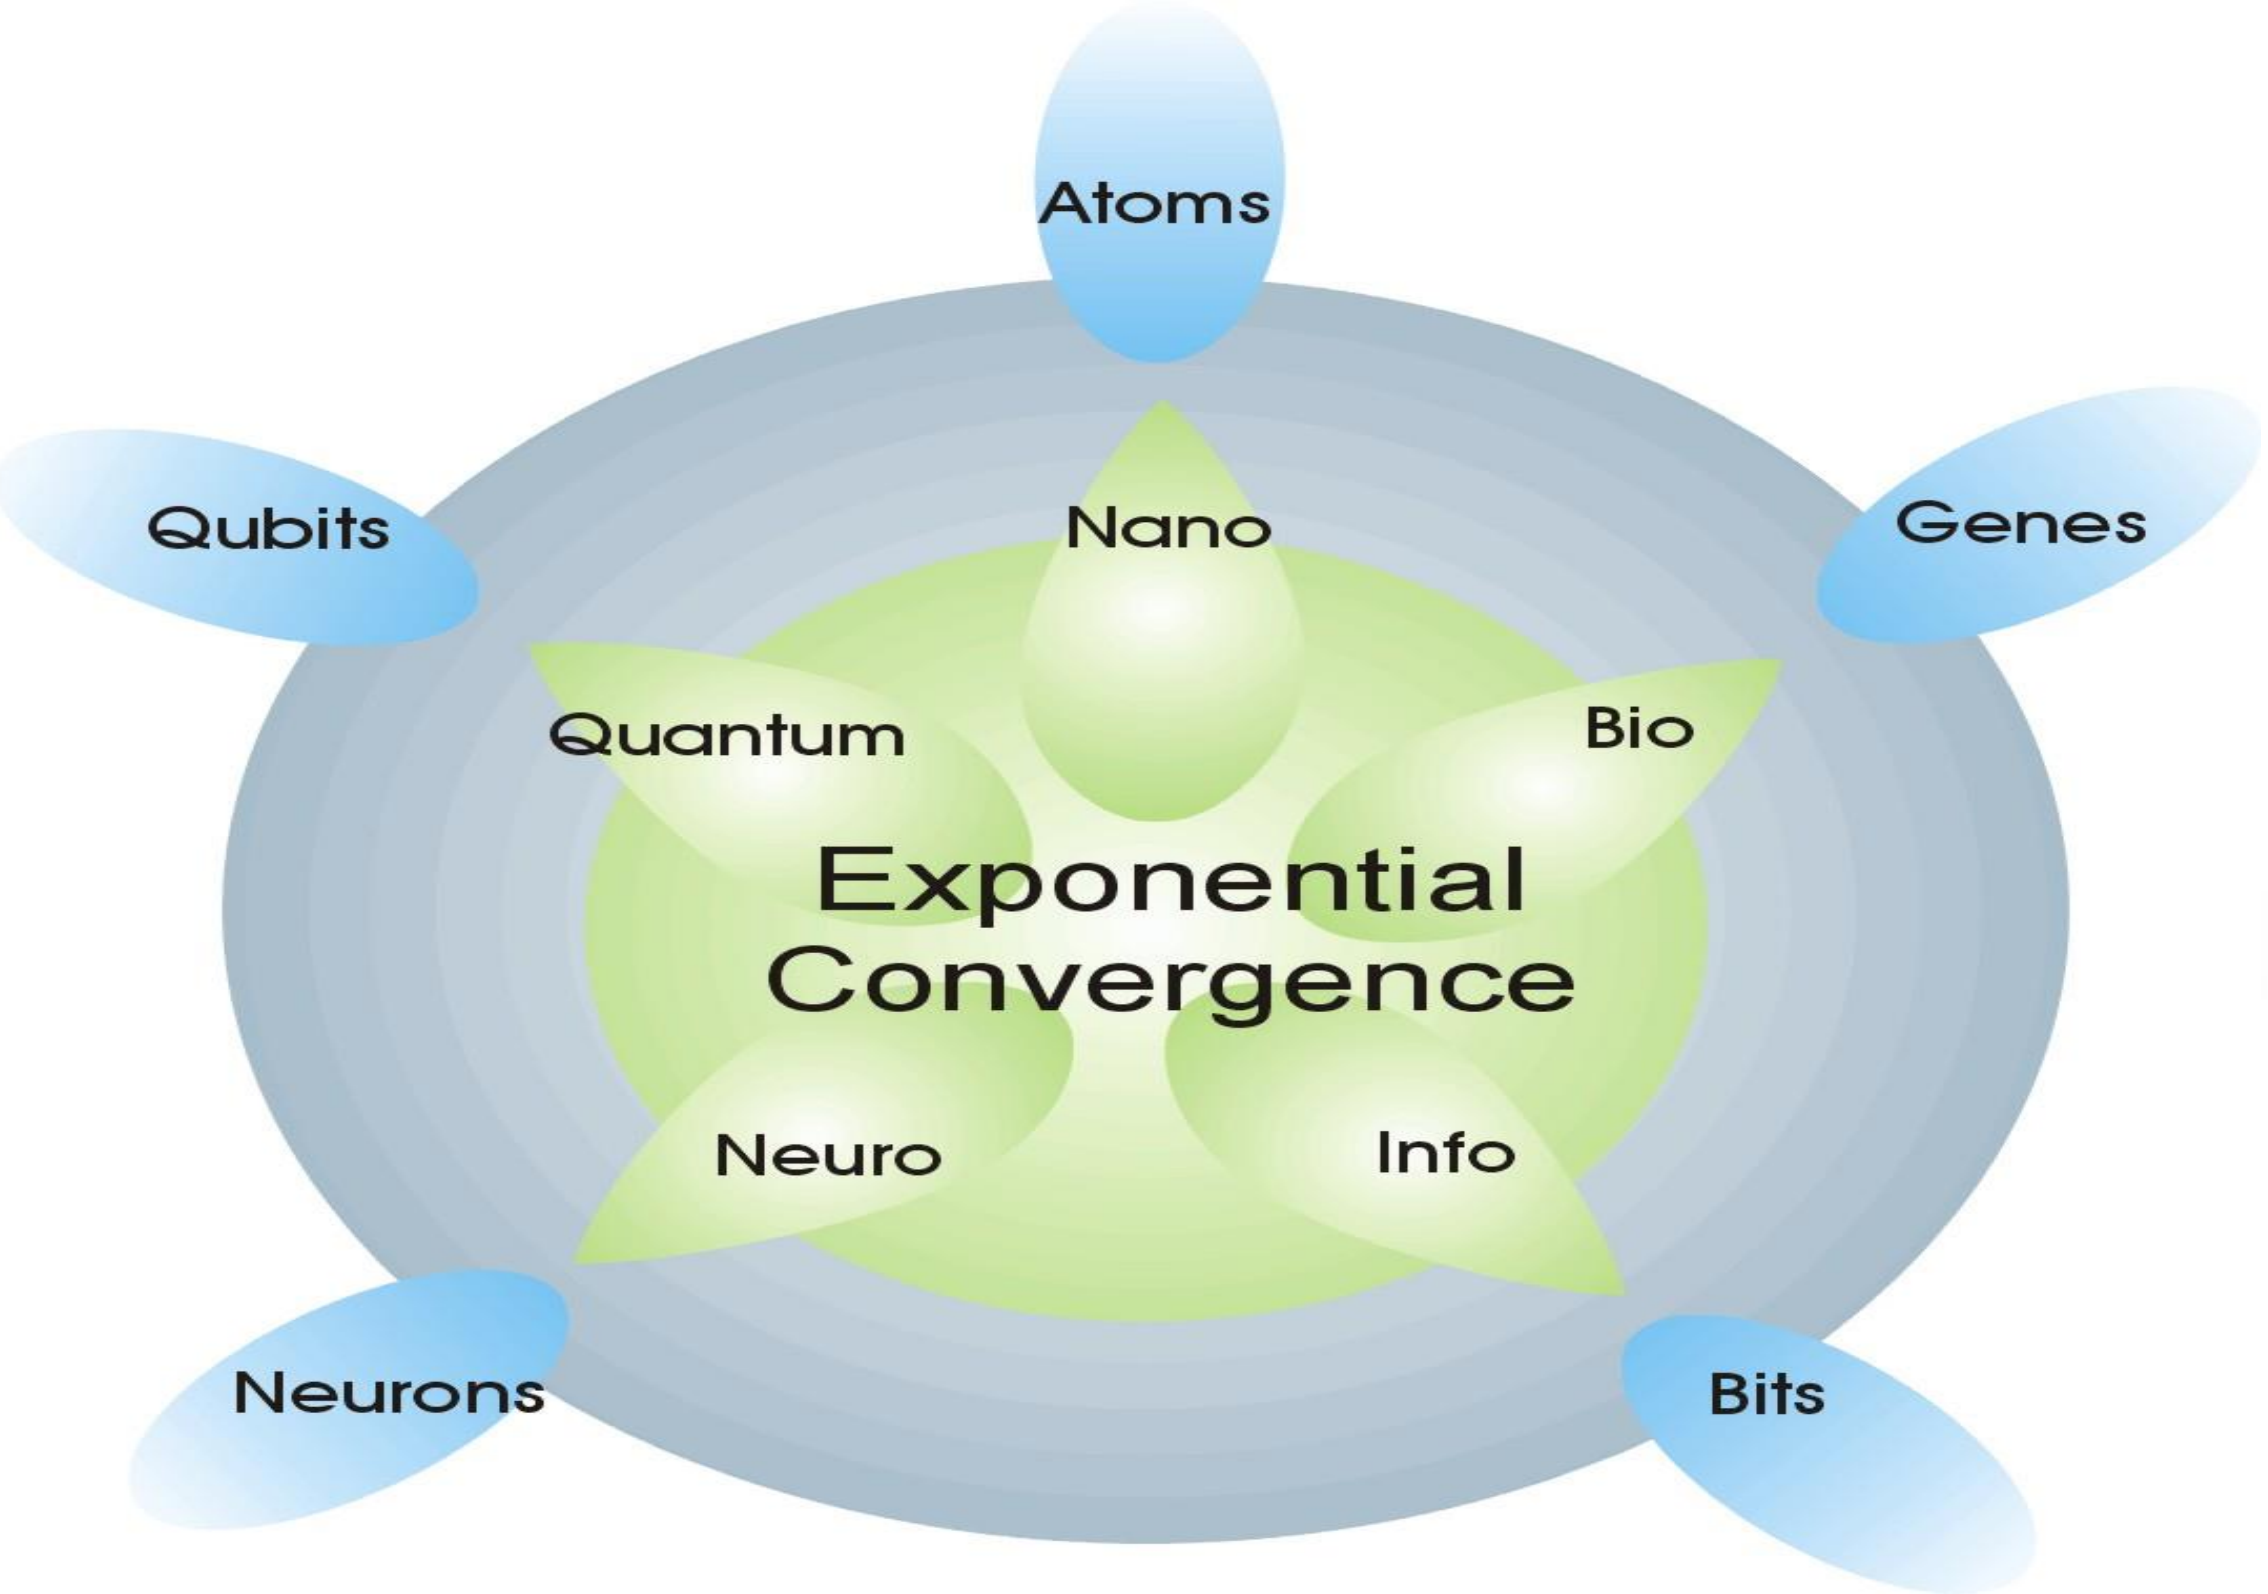 Atoms
Qubits
Genes
Nano
Quantum
Bio
Exponential
Convergence
Neuro
Info
Neurons
Bits